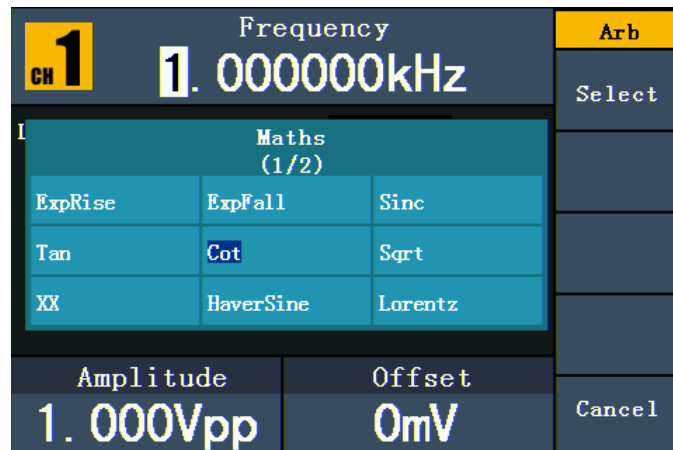 Frequency
Arb
CH 1
1.000000kHz
Select
L
Maths
(1/2)
ExpRise ExpFall Sinc
Tan Cot Sqrt
XX HaverSine Lorentz
Amplitude Offset
1.000Vpp 0mV
Cancel